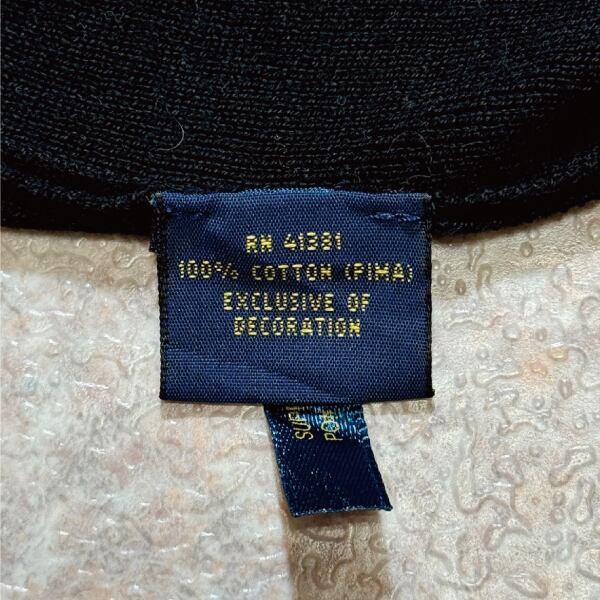 RN 41381
100% COTTON (PIMA)
EXCLUSIVE OF
DECORATION